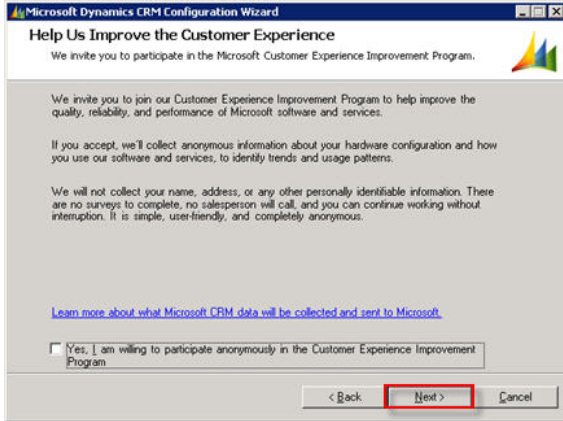 Microsoft Dynamics CRM Configuration Wizard
Help Us Improve the Customer Experience
We invite you to participate in the Microsoft Customer Experience Improvement Program.
We invite you to join our Customer Experience Improvement Program to help improve the
quality, reliability, and performance of Microsoft software and services.
If you accept, we'll collect anonymous information about your hardware configuration and how
you use our software and services, to identify trends and usage patterns.
We will not collect your name, address, or any other personally identifiable information. There
are no surveys to complete, no salesperson will call, and you can continue working without
interruption. It is simple, user-friendly, and completely anonymous.
Learn more about what Microsoft CRM data will be collected and sent to Microsoft.
Yes, I am willing to participate anonymously in the Customer Experience Improvement
Program
< Back Next > Cancel